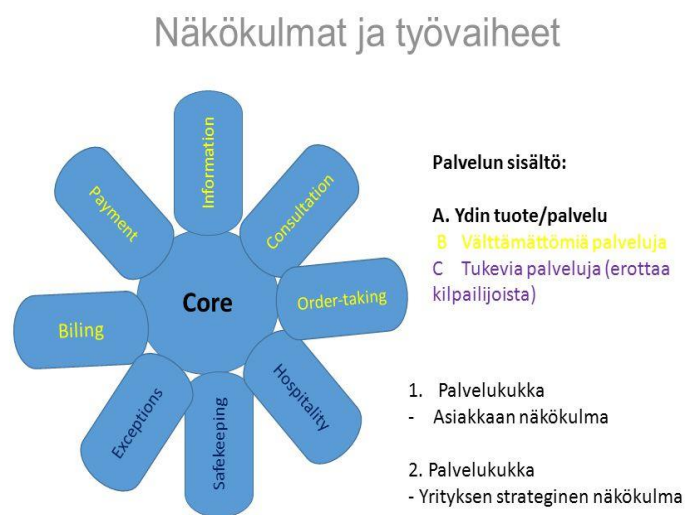 Näkökulmat ja työvaiheet
Information
Consultation
Order-taking
Hospitality
Safekeeping
Exceptions
Biling
Payment
Core
Palvelun sisältö:
A. Ydin tuote/palvelu
B Välttämättömiä palveluja
C Tukevia palveluja (erottaa
kilpailijoista)
1. Palvelukukka
- Asiakkaan näkökulma
2. Palvelukukka
- Yrityksen strateginen näkökulma